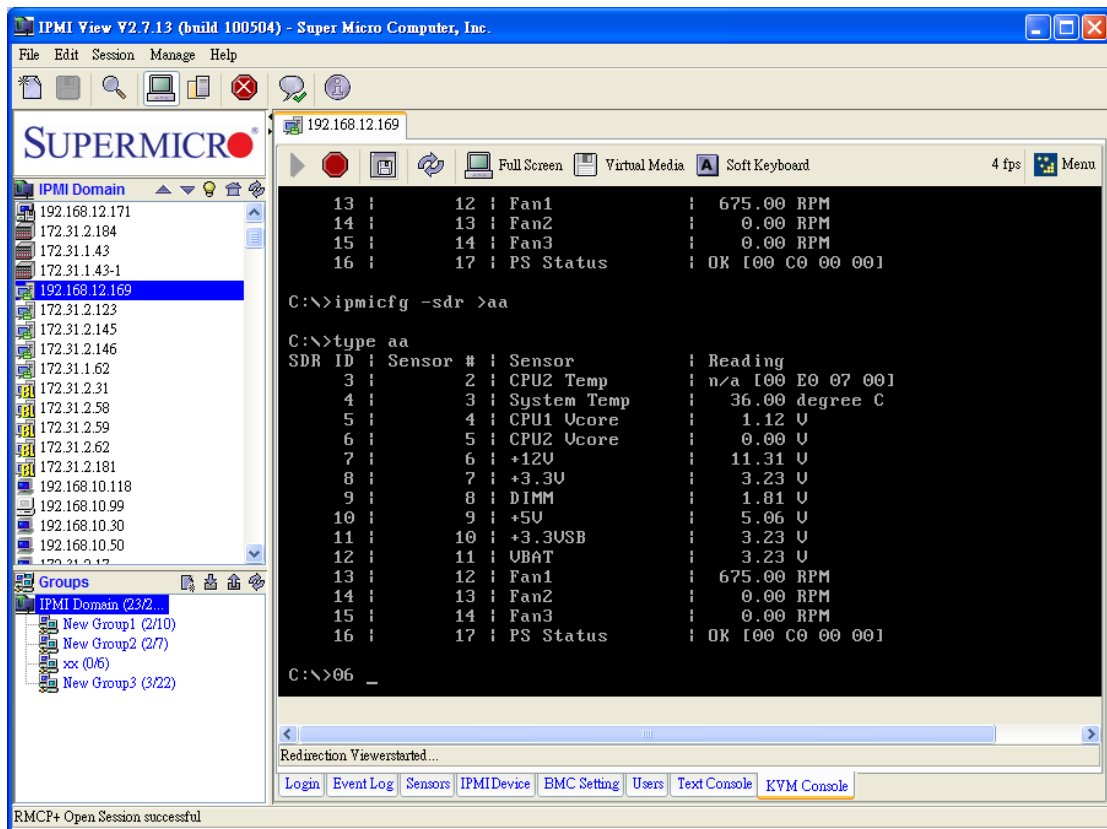 IPMI View V2.7.13 (build 100504) - Super Micro Computer, Inc.
File Edit Session Manage Help
SUPERMICRO®
IPMI Domain
192.168.12.171
172.31.2.184
172.31.1.43
172.31.1.43-1
192.168.12.169
172.31.2.123
172.31.2.145
172.31.2.146
172.31.1.62
172.31.2.31
172.31.2.58
172.31.2.59
172.31.2.62
172.31.2.181
192.168.10.118
192.168.10.99
192.168.10.30
192.168.10.50
Groups
IPMI Domain (23/2...
New Group1 (2/10)
New Group2 (2/7)
xx (0/6)
New Group3 (3/22)
192.168.12.169
Full Screen Virtual Media A Soft Keyboard 4 fps Menu
13 | 12 | Fan1 | 675.00 RPM
14 | 13 | Fan2 | 0.00 RPM
15 | 14 | Fan3 | 0.00 RPM
16 | 17 | PS Status | OK [00 C0 00 00]
C:\>ipmicfg -sdr >aa
C:\>type aa
SDR ID | Sensor # | Sensor | Reading
3 | 2 | CPU2 Temp | n/a [00 E0 07 00]
4 | 3 | System Temp | 36.00 degree C
5 | 4 | CPU1 Vcore | 1.12 V
6 | 5 | CPU2 Vcore | 0.00 V
7 | 6 | +12V | 11.31 V
8 | 7 | +3.3V | 3.23 V
9 | 8 | DIMM | 1.81 V
10 | 9 | +5V | 5.06 V
11 | 10 | +3.3VSB | 3.23 V
12 | 11 | VBAT | 3.23 V
13 | 12 | Fan1 | 675.00 RPM
14 | 13 | Fan2 | 0.00 RPM
15 | 14 | Fan3 | 0.00 RPM
16 | 17 | PS Status | OK [00 C0 00 00]
C:\>06 _
Redirection Viewerstarted...
Login Event Log Sensors IPMI Device BMC Setting Users Text Console KVM Console
RMCP+ Open Session successful